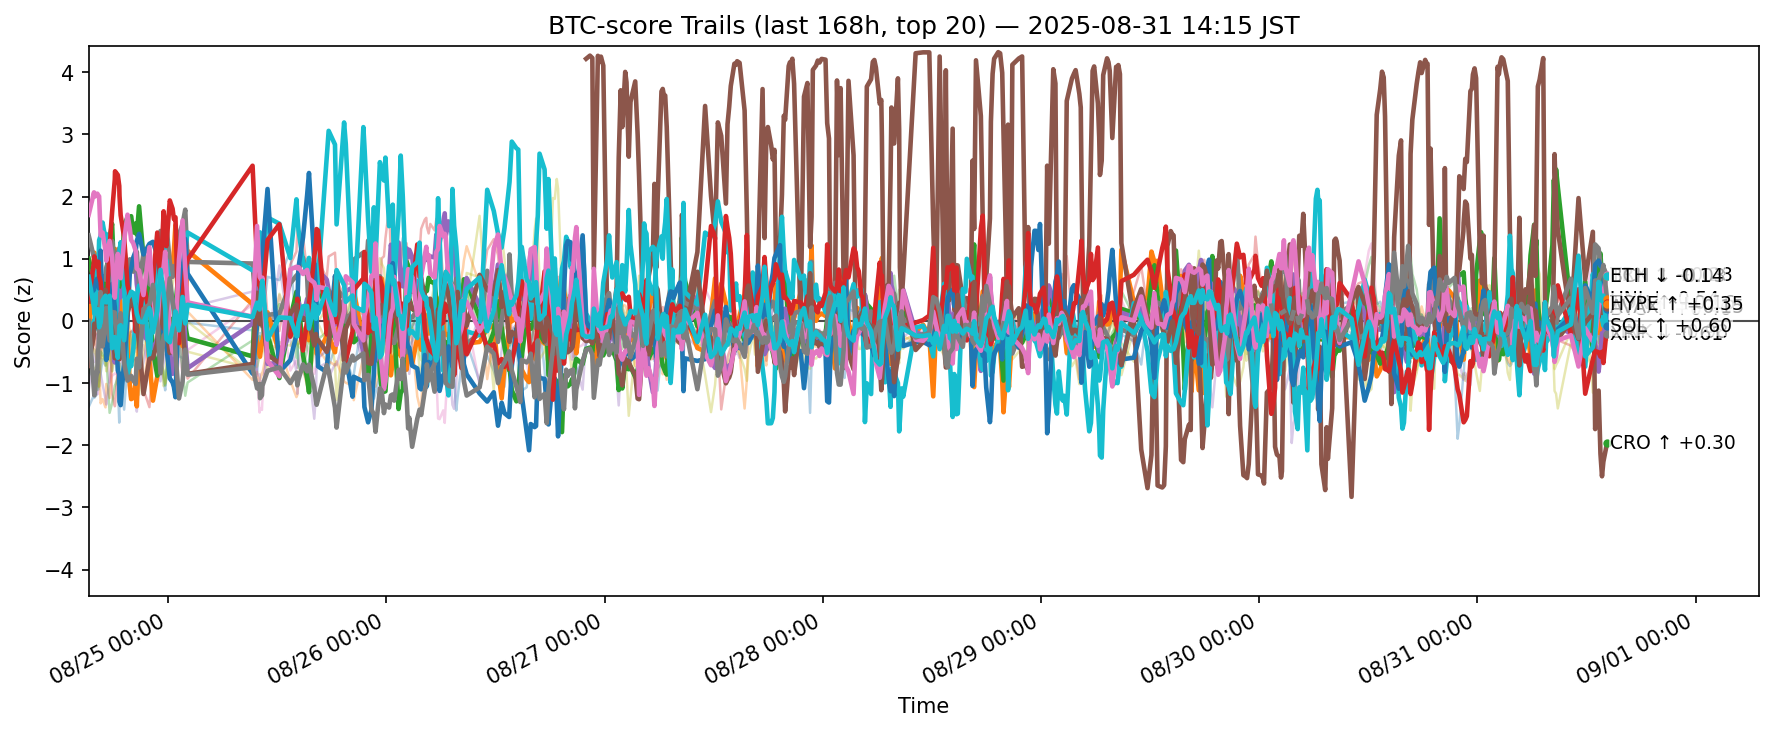 BTC-score Trails (last 168h, top 20) — 2025-08-31 14:15 JST
Score (z)
4
3
2
1
0
−1
−2
−3
−4
ETH ↓ -0.14
HYPE ↑ +0.35
SOL ↑ +0.60
CRO ↑ +0.30
08/25 00:00
08/26 00:00
08/27 00:00
08/28 00:00
08/29 00:00
08/30 00:00
08/31 00:00
09/01 00:00
Time